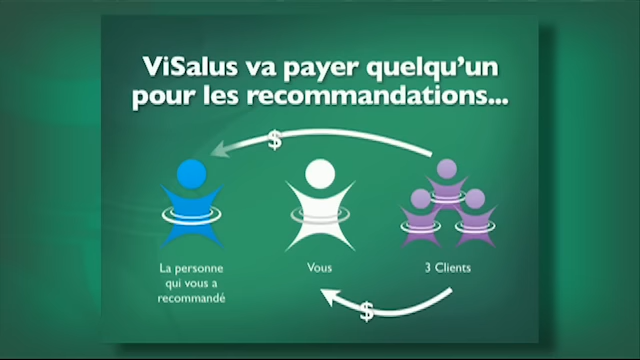 ViSalus va payer quelqu'un
pour les recommandations...
$
La personne
qui vous a
recommandé
Vous
3 Clients
$